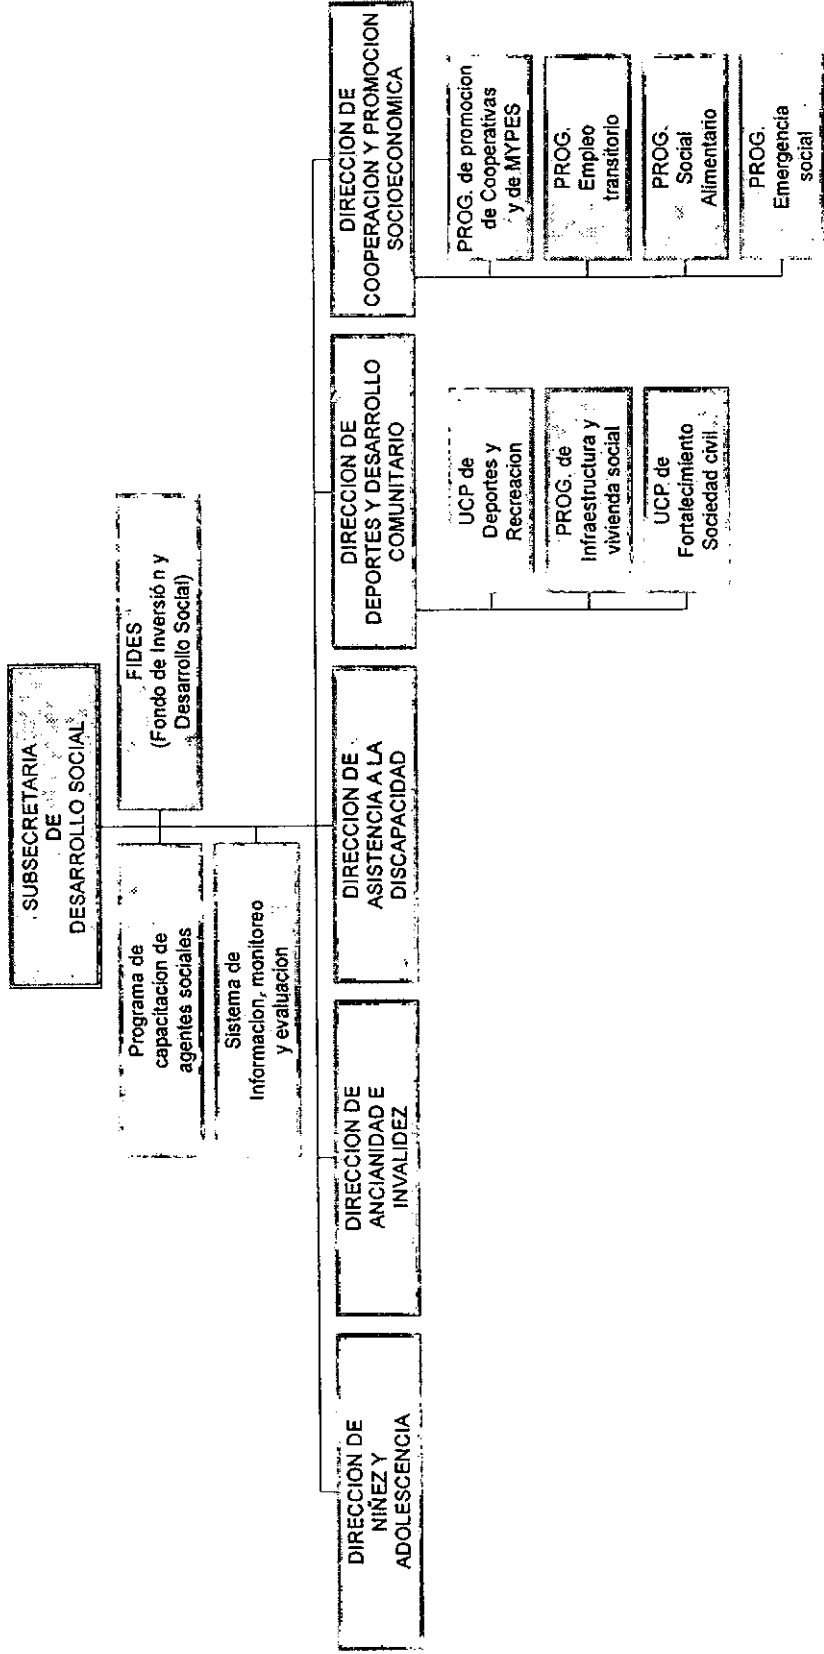 SUBSECRETARIA
DE
DESARROLLO SOCIAL
Programa de
capacitacion de
agentes sociales
FIDES
(Fondo de Inversión y
Desarrollo Social)
Sistema de
Informacion, monitoreo
y evaluacion
DIRECCION DE
NIÑEZ Y
ADOLESCENCIA
DIRECCION DE
ANCIANIDAD E
INVALIDEZ
DIRECCION DE
ASISTENCIA A LA
DISCAPACIDAD
DIRECCION DE
DEPORTES Y DESARROLLO
COMUNITARIO
DIRECCION DE
COOPERACION Y PROMOCION
SOCIOECONOMICA
UCP de
Deportes y
Recreacion
PROG. de
Infraestructura y
vivienda social
UCP de
Fortalecimiento
Sociedad civil
PROG. de promocion
de Cooperativas
y de MYPES
PROG.
Empleo
transitorio
PROG.
Social
Alimentario
PROG.
Emergencia
social